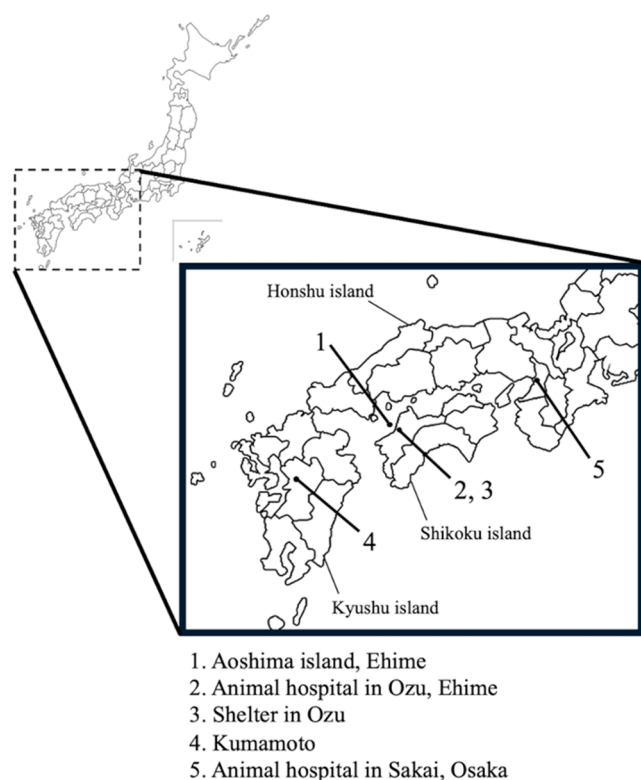 Honshu island
1
5
2, 3
Shikoku island
4
Kyushu island
1. Aoshima island, Ehime
2. Animal hospital in Ozu, Ehime
3. Shelter in Ozu
4. Kumamoto
5. Animal hospital in Sakai, Osaka